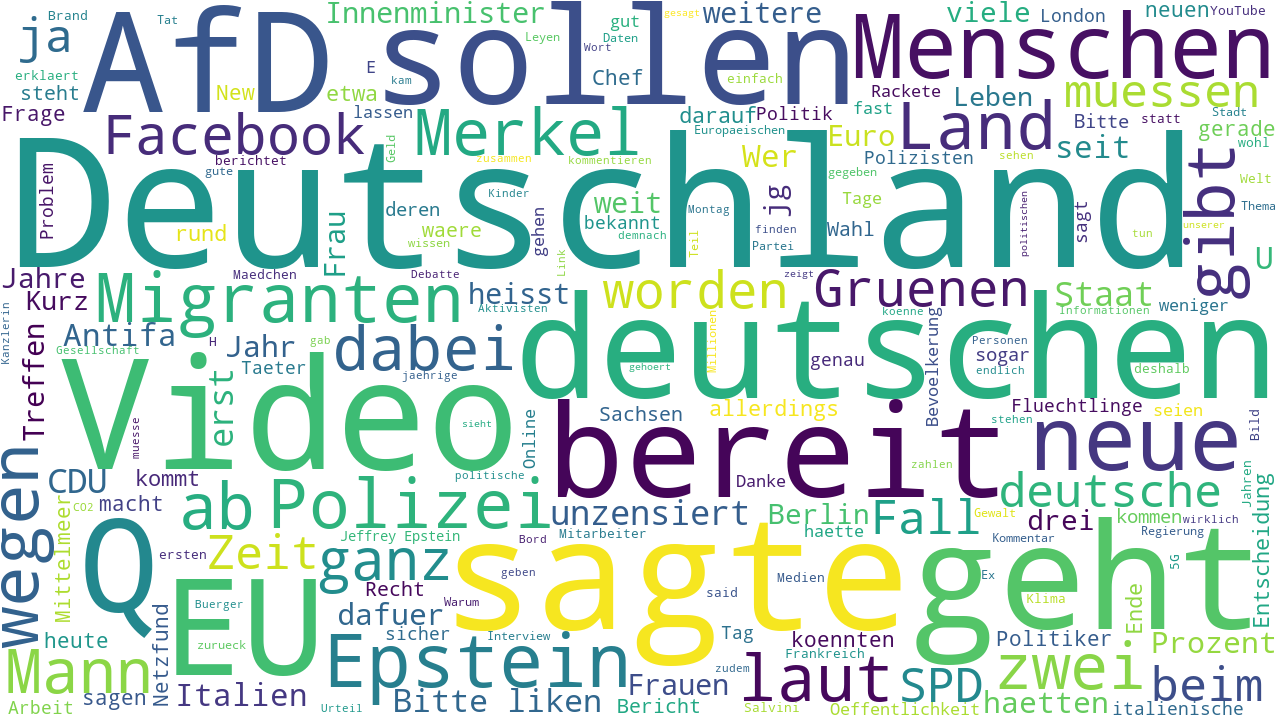 ja
Brand
Tat
AfD
sollen
Innenminister
Leyen
gut
Daten
gesagt
Wort
weitere
viele
London
neuen
YouTube
Menschen
erklaert
steht
New
E
kam
etwa
Chef
einfach
Rackete
Leben
muessen
Frage
Facebook
lassen
Merkel
darauf
Politik
Europaeischen
fast
Euro
Land
Bitte
statt
Stadt
gerade
wohl
seit
berichtet
gute
Geld
zusammen
kommentieren
Wer
Polizisten
sehen
Deutschland
Problem
Kinder
gegeben
Welt
gibt
rund
Frau
deren
waere
wissen
gehen
weit
bekannt
demnach
Montag
Teil
jg
finden
Partei
Tage
Wahl
politischen
sagt
tun
Thema
unserer
U
Jahre
Kurz
Migranten
Maedchen
Debatte
heisst
Aktivisten
Link
worden
zeigt
Gruenen
koenne
Staat
Informationen
weniger
Kanzlerin
Antifa
Gesellschaft
H
Jahr
Taeter
gab
dabei
jaehrige
deutschen
gehoert
Millionen
genau
Bevoelkerung
Personen
sogar
endlich
deshalb
Treffen
Video
erst
muesse
sieht
Online
Sachsen
allerdings
Fluechtlinge
stehen
seien
Bild
bereit
neue
wegen
CDU
kommt
politische
Danke
zahlen
deutsche
Jahren
CO2
macht
ab
Polizei
unzensiert
Berlin
Fall
Gewalt
drei
kommen
wirklich
Entscheidung
Mittelmeer
Q
Jeffrey Epstein
Bord
Mitarbeiter
haette
Kommentar
Regierung
5G
ersten
Zeit
ganz
sagte
geht
EU
Recht
Warum
geben
said
Medien
Ex
Klima
Ende
Buerger
Netzfund
dafuer
heute
zurueck
sicher
Interview
Tag
koennten
Politiker
Prozent
Frankreich
Mann
Epstein
zudem
laut
SPD
zwei
beim
sagen
Arbeit
Italien
Urteil
Bitte liken
Frauen
Bericht
Salvini
Oeffentlichkeit
haetten
italienische